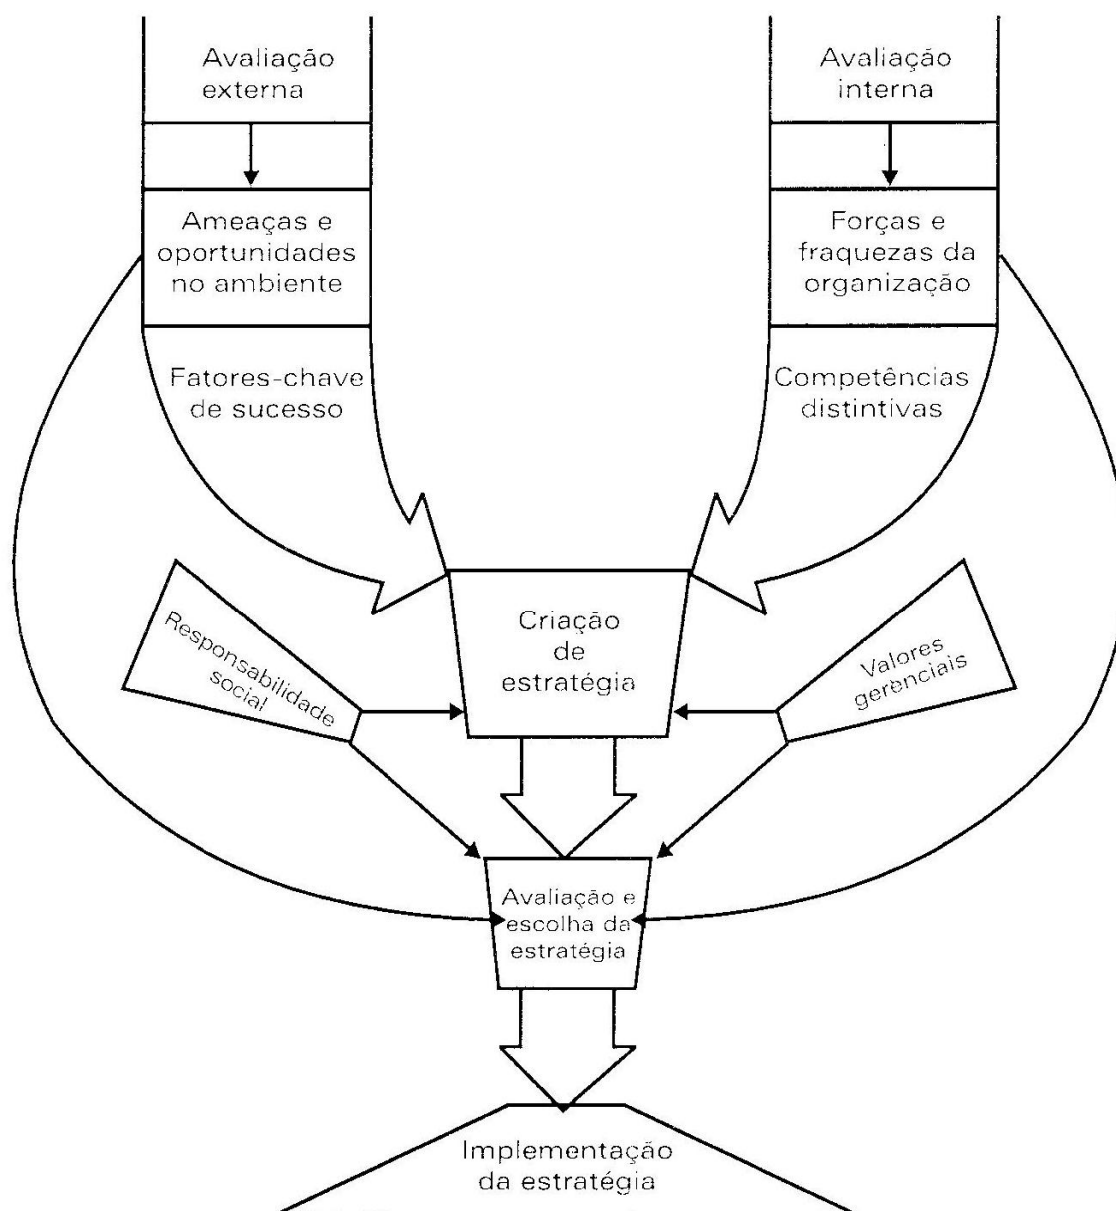 Avaliação
externa
Avaliação
interna
Ameaças e
oportunidades
no ambiente
Forças e
fraquezas da
organização
Fatores-chave
de sucesso
Competências
distintivas
Criação
de
estratégia
Responsabilidade
social
Valores
gerenciais
Avaliação e
escolha da
estratégia
Implementação
da estratégia